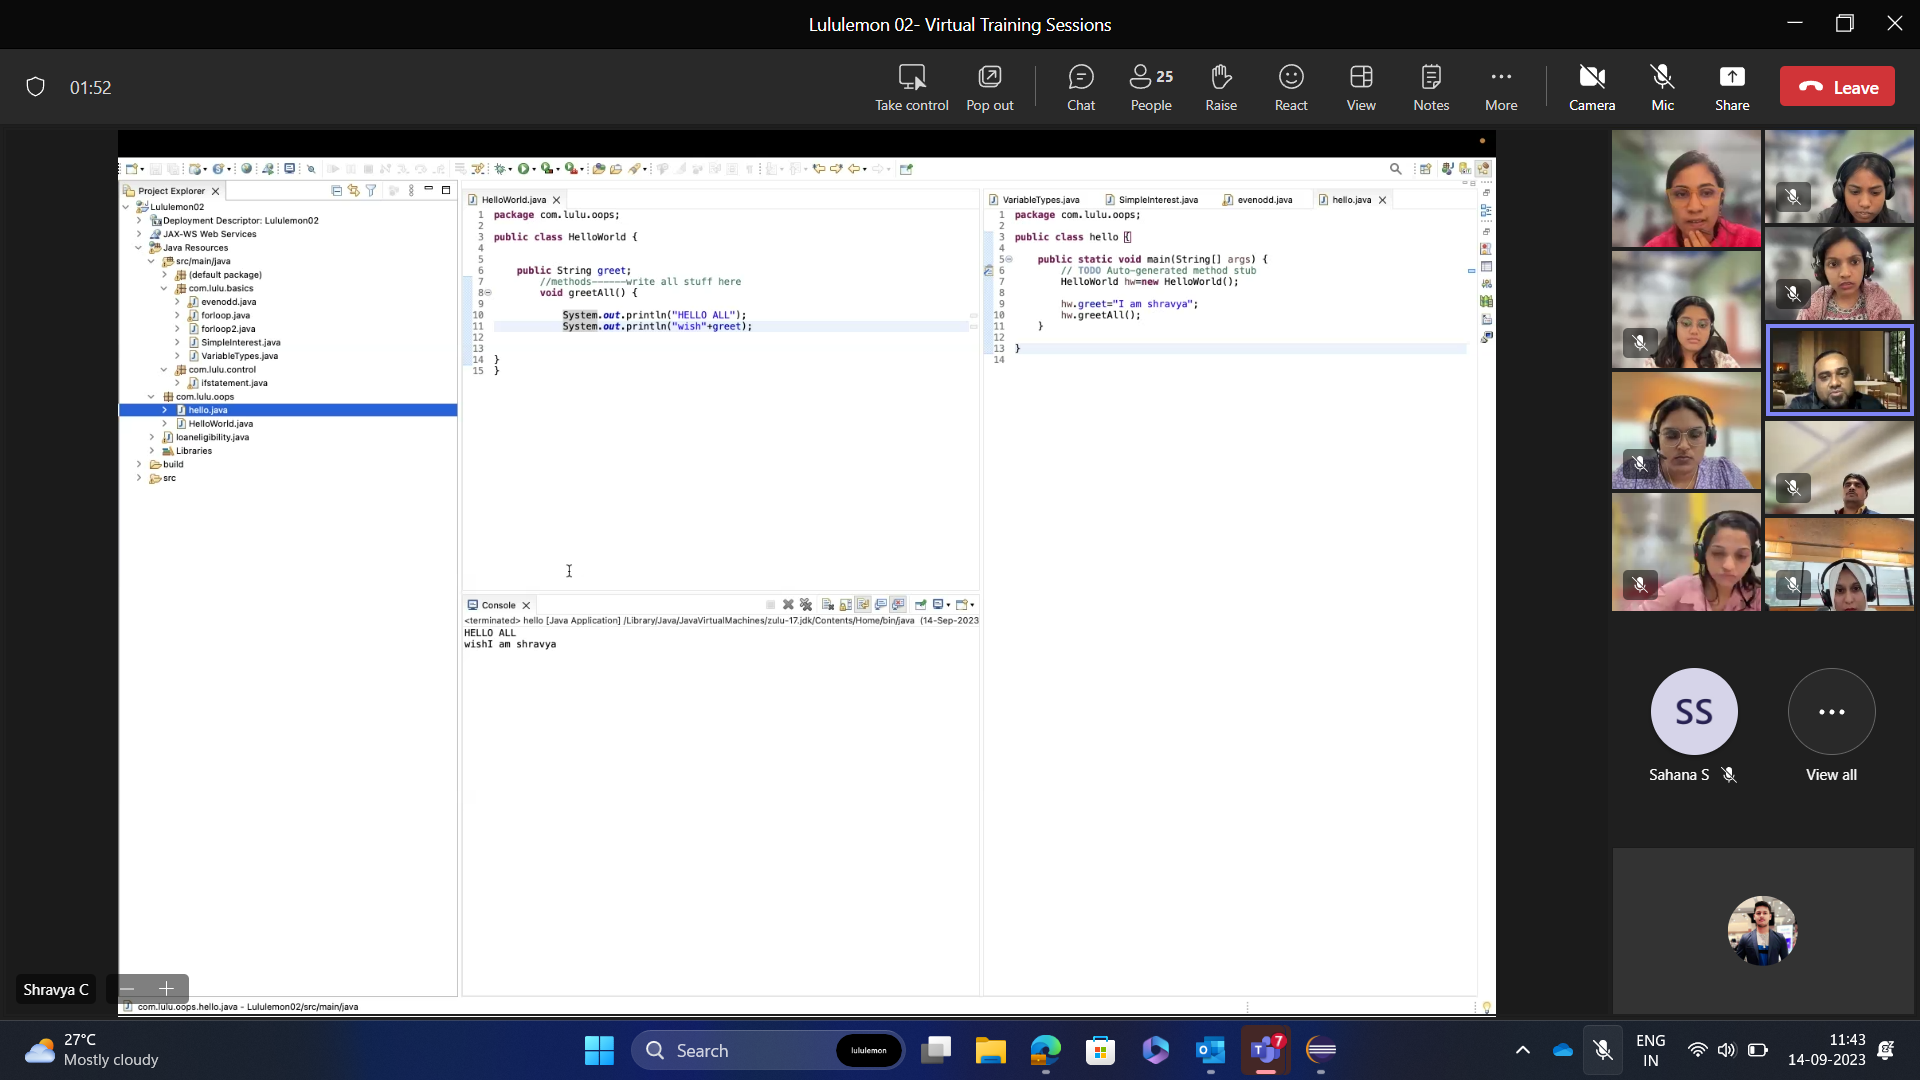 Lululemon 02- Virtual Training Sessions
01:52
Take control
Pop out
Chat
25
People
Raise
React
View
Notes
More
Camera
Mic
Share
Leave
Project Explorer
Lululemon02
Deployment Descriptor: Lululemon02
JAX-WS Web Services
Java Resources
src/main/java
(default package)
com.lulu.basics
evenodd.java
forloop.java
forloop2.java
SimpleInterest.java
VariableTypes.java
com.lulu.control
ifstatement.java
com.lulu.oops
hello.java
HelloWorld.java
loaneligibility.java
Libraries
build
src
HelloWorld.java
1 package com.lulu.oops;
2
3 public class HelloWorld {
4
5
6 public String greet;
7 //methods------write all stuff here
8 void greetAll() {
9
10 System.out.println("HELLO ALL");
11 System.out.println("wish"+greet);
12
13
14 }
15 }
VariableTypes.java
SimpleInterest.java
evenodd.java
hello.java
1 package com.lulu.oops;
2
3 public class hello {
4
5 public static void main(String[] args) {
6 // TODO Auto-generated method stub
7 HelloWorld hw=new HelloWorld();
8
9 hw.greet="I am shravya";
10 hw.greetAll();
11 }
12
13 }
14
Console
<terminated> hello [Java Application] /Library/Java/JavaVirtualMachines/zulu-17.jdk/Contents/Home/bin/java (14-Sep-2023
HELLO ALL
wishI am shravya
com.lulu.oops.hello.java - Lululemon02/src/main/java
Shravya C
SS
Sahana S
View all
27°C
Mostly cloudy
Search
lululemon
7
ENG
IN
11:43
14-09-2023